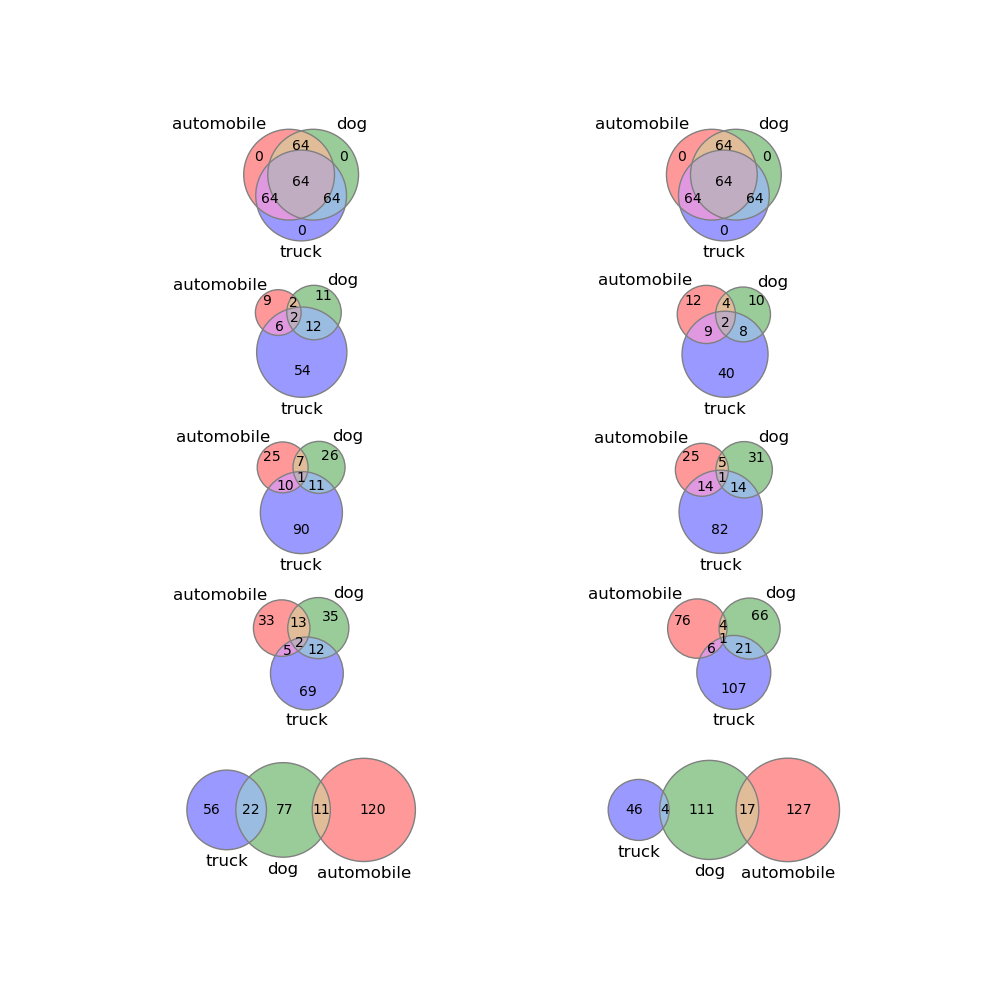 automobile dog automobile dog
64 64
0 0 0 0
64 64
64 64 64 64
0 0
truck truck
automobile dog automobile dog
9 2 11 12 4 10
2 2
6 12 9 8
54 40
truck truck
automobile dog automobile dog
25 7 26 25 5 31
1 1
10 11 14 14
90 82
truck truck
automobile dog automobile dog
33 13 35 76 4 66
2 1
5 12 6 21
69 107
truck truck
56 22 77 11 120 46 4 111 17 127
truck dog automobile truck dog automobile